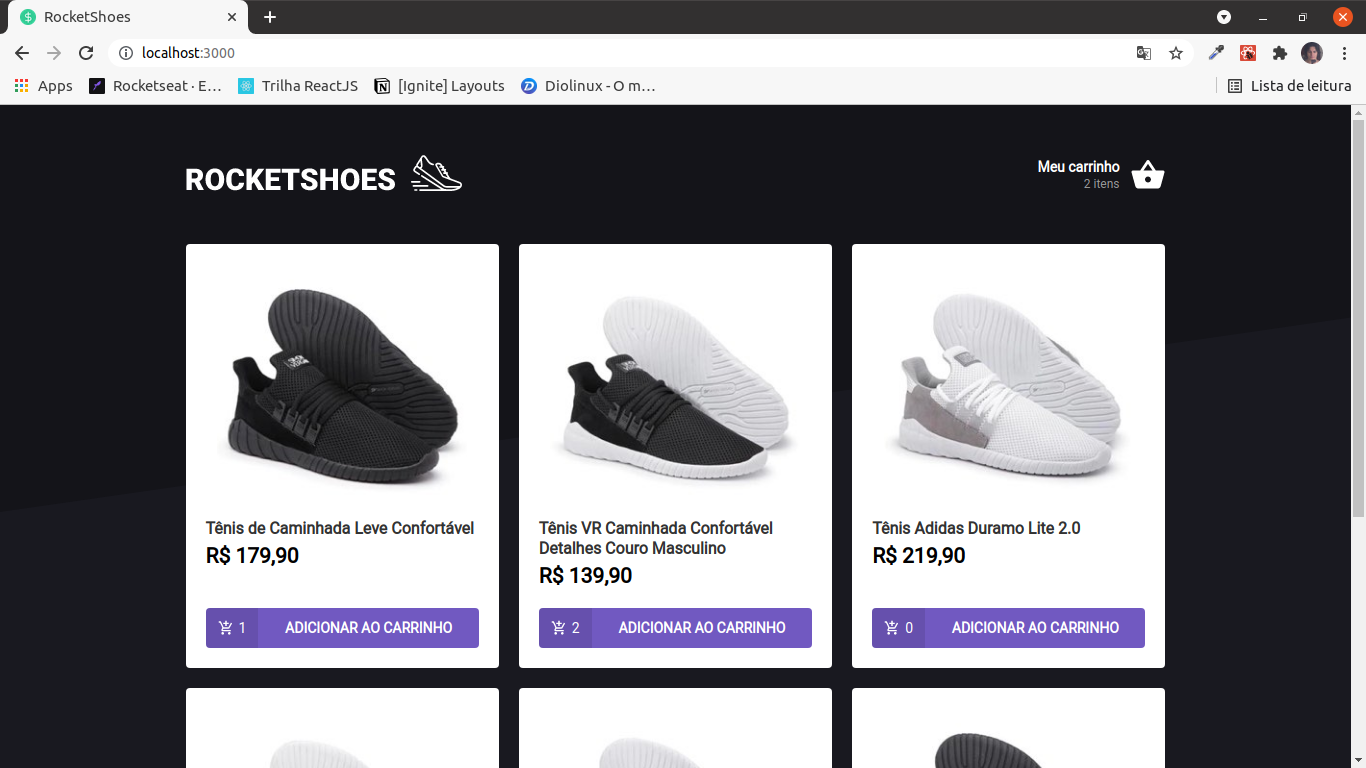 RocketShoes
localhost:3000
Apps
Rocketseat · E…
Trilha ReactJS
[Ignite] Layouts
Diolinux - O m…
Lista de leitura
ROCKETSHOES
Meu carrinho
2 itens
Tênis de Caminhada Leve Confortável
R$ 179,90
1
ADICIONAR AO CARRINHO
Tênis VR Caminhada Confortável
Detalhes Couro Masculino
R$ 139,90
2
ADICIONAR AO CARRINHO
Tênis Adidas Duramo Lite 2.0
R$ 219,90
0
ADICIONAR AO CARRINHO